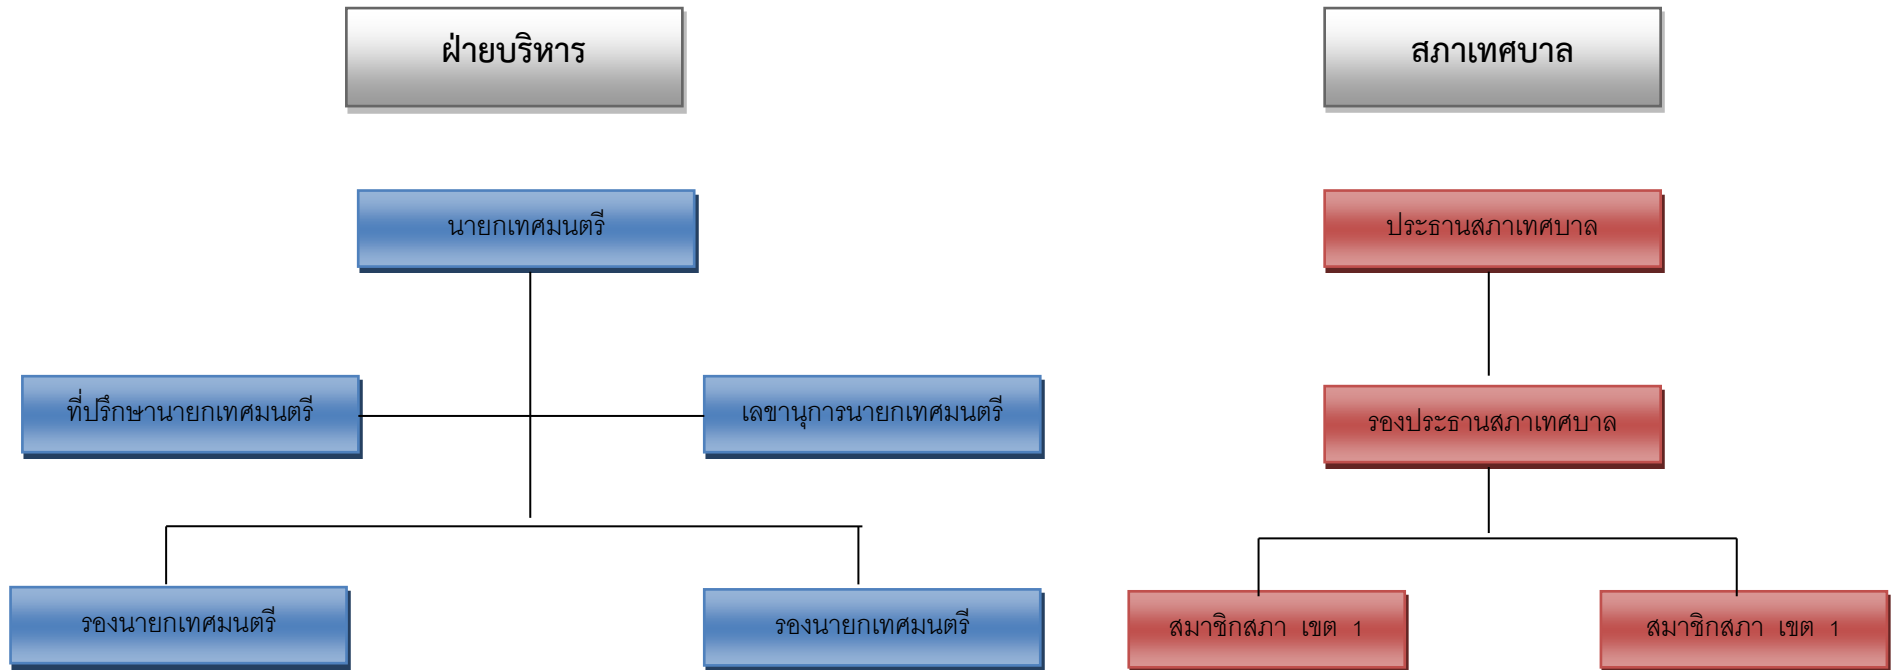 ฝ่ายบริหาร
สภาเทศบาล
นายกเทศมนตรี
ประธานสภาเทศบาล
ที่ปรึกษานายกเทศมนตรี
เลขานุการนายกเทศมนตรี
รองประธานสภาเทศบาล
รองนายกเทศมนตรี
รองนายกเทศมนตรี
สมาชิกสภา เขต 1
สมาชิกสภา เขต 1